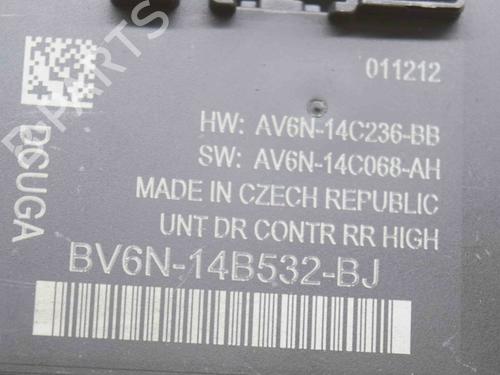 011212
HW: AV6N-14C236-BB
SW: AV6N-14C068-AH
MADE IN CZECH REPUBLIC
UNT DR CONTR RR HIGH
BV6N-14B532-BJ
DCUGA